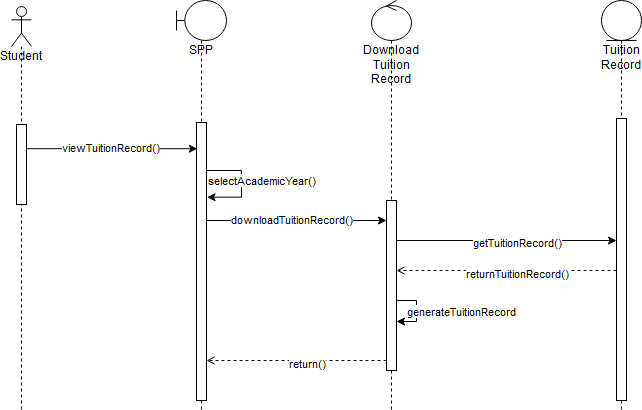 Student
SPP
Download
Tuition
Record
Tuition
Record
viewTuitionRecord()
selectAcademicYear()
downloadTuitionRecord()
getTuitionRecord()
returnTuitionRecord()
generateTuitionRecord
return()